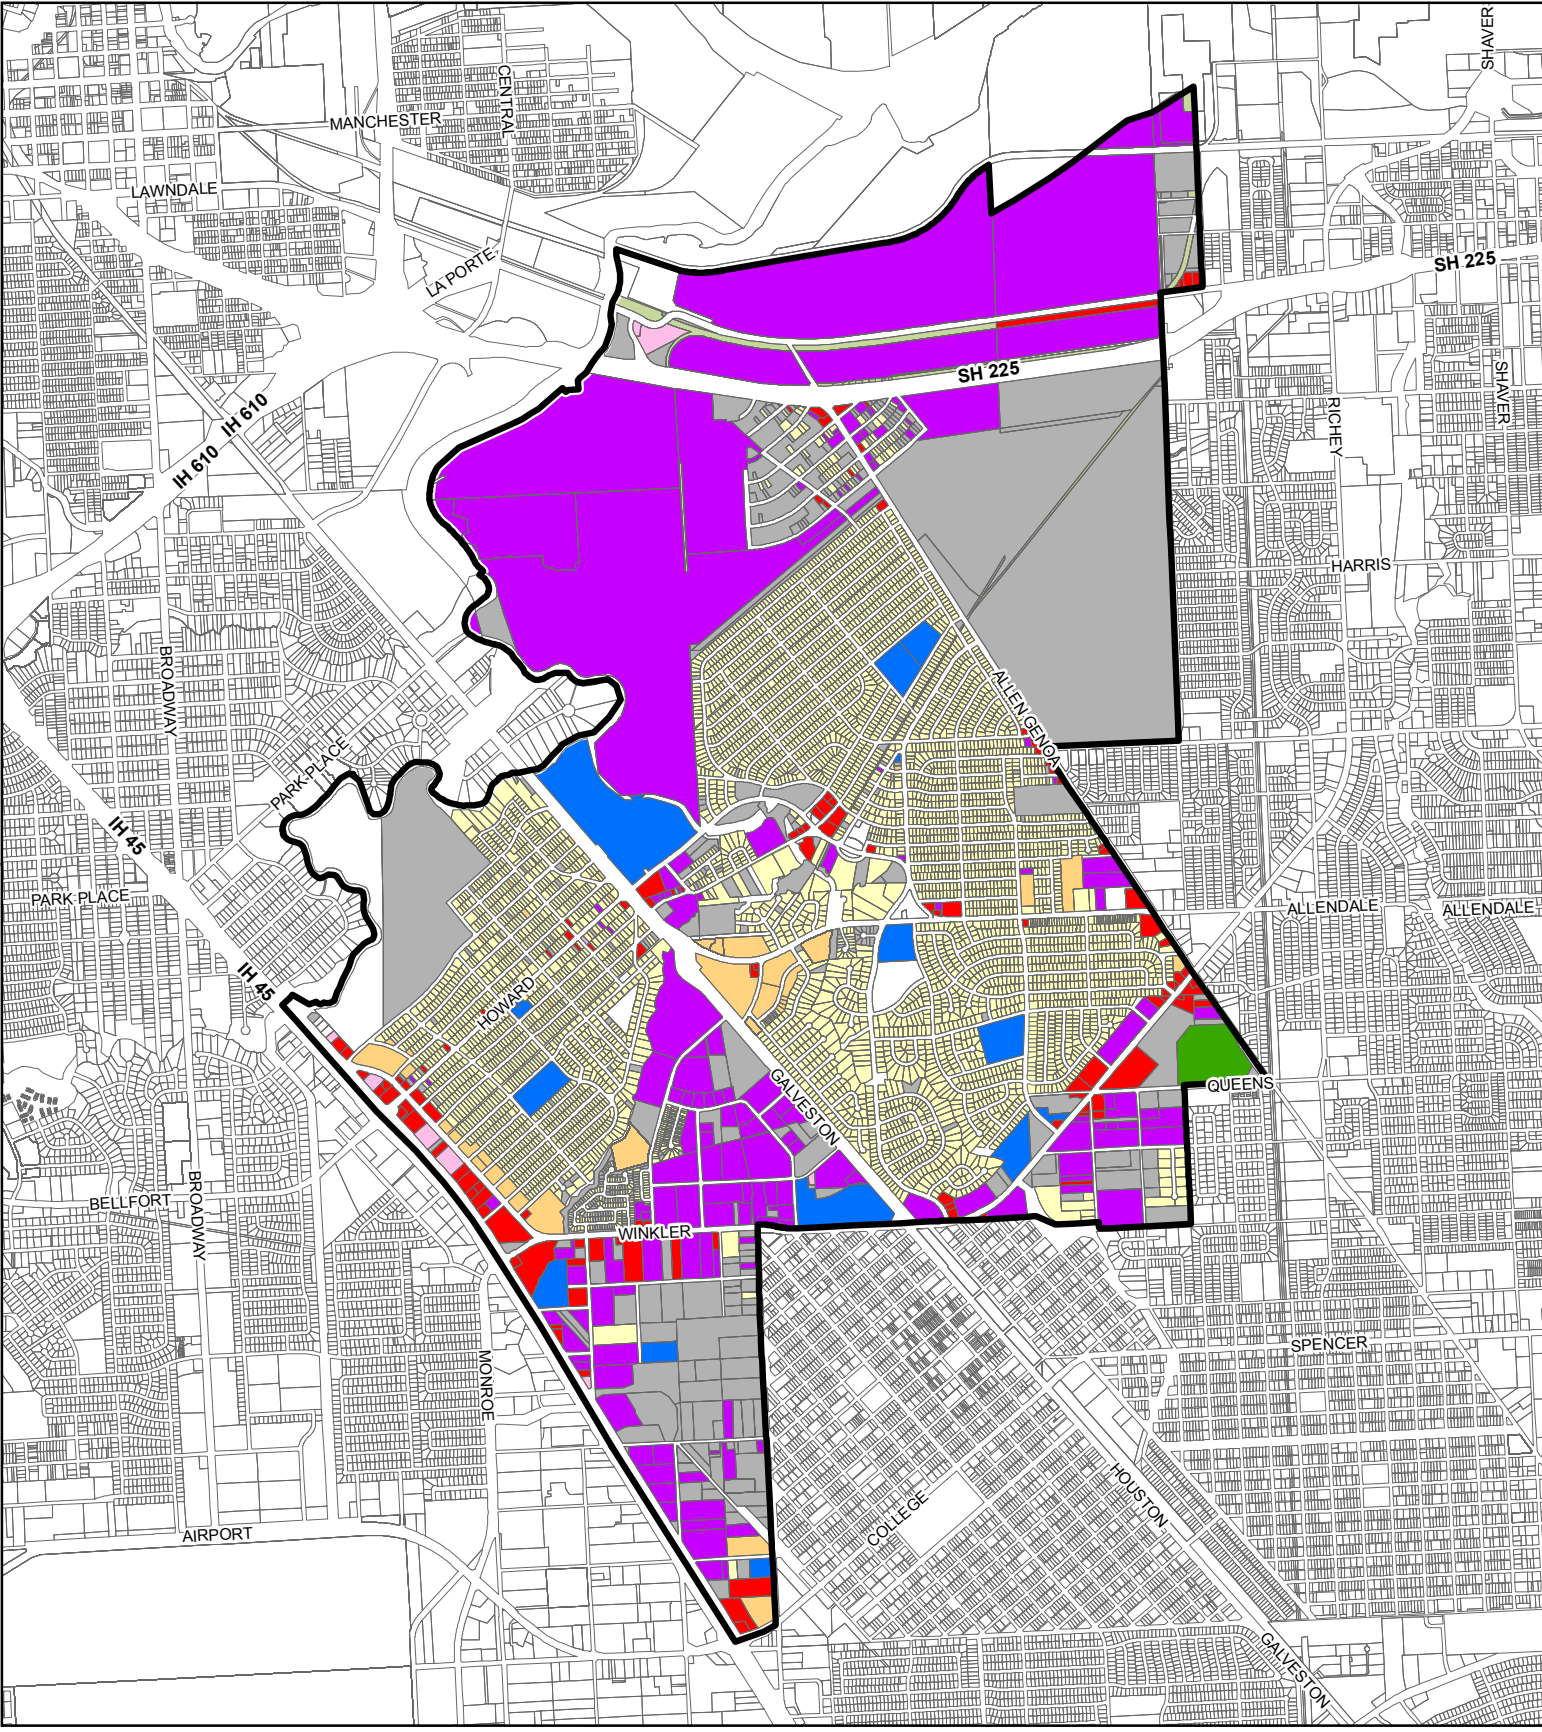 SHAVER
CENTRAL
MANCHESTER
LAWNDALE
LA PORTE
SH 225
SH 225
IH 610
IH 610
SHAVER
RICHEY
HARRIS
BROADWAY
ALLEN GENOA
PARK PLACE
IH 45
PARK PLACE
ALLENDALE
ALLENDALE
IH 45
HOWARD
GALVESTON
QUEENS
BELLFORT
BROADWAY
WINKLER
SPENCER
MONROE
COLLEGE
HOUSTON
AIRPORT
GALVESTON